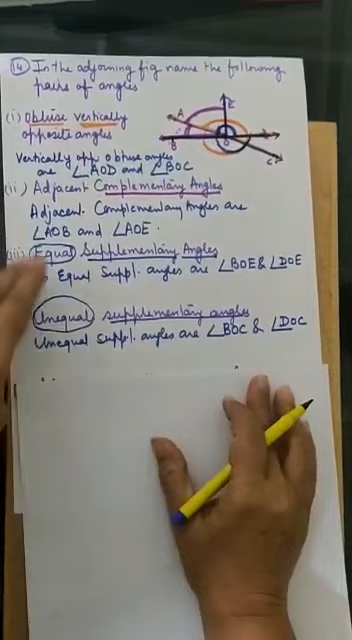 (14) In the adjoining fig name the following
pairs of angles
(i) Obtuse vertically
opposite angles
Vertically opp obtuse angles
are ∠AOD and ∠BOC
(ii) Adjacent Complementary Angles
Adjacent. Complementary Angles are
∠AOB and ∠AOE.
(iii) Equal Supplementary Angles
Equal Suppl. angles are ∠BOE & ∠DOE
Unequal supplementary angles
Unequal suppl. angles are ∠BOC & ∠DOC
A
E
B
O
C